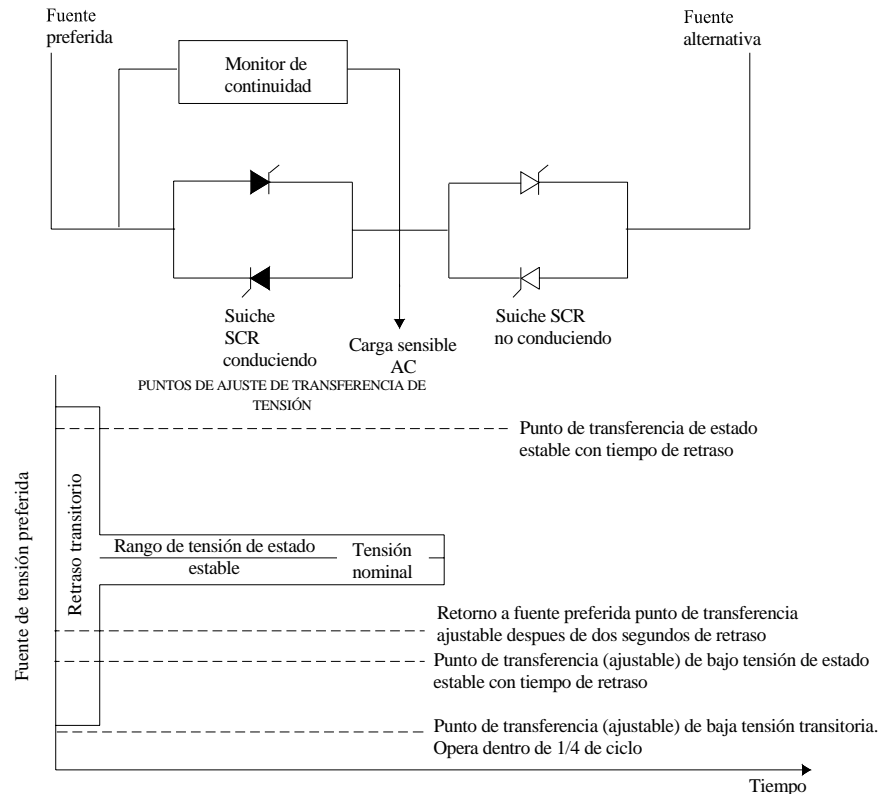 Fuente
preferida
Fuente
alternativa
Monitor de
continuidad
Suiche
SCR
conduciendo
Carga sensible
AC
Suiche SCR
no conduciendo
PUNTOS DE AJUSTE DE TRANSFERENCIA DE
TENSIÓN
Punto de transferencia de estado
estable con tiempo de retraso
Fuente de tensión preferida
Retraso transitorio
Rango de tensión de estado
estable
Tensión
nominal
Retorno a fuente preferida punto de transferencia
ajustable despues de dos segundos de retraso
Punto de transferencia (ajustable) de bajo tensión de estado
estable con tiempo de retraso
Punto de transferencia (ajustable) de baja tensión transitoria.
Opera dentro de 1/4 de ciclo
Tiempo